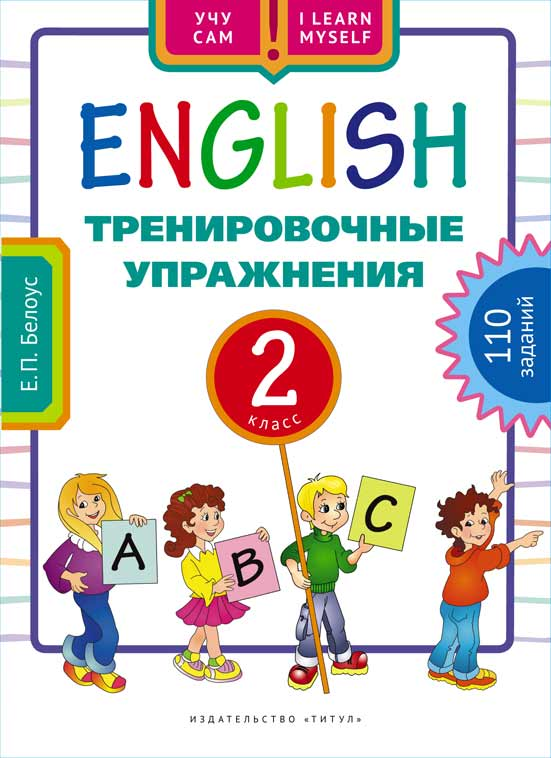 УЧУ
САМ
!
I LEARN
MYSELF
ENGLISH
ТРЕНИРОВОЧНЫЕ
УПРАЖНЕНИЯ
Е. П. Белоус
110
заданий
2
класс
A
B
C
ИЗДАТЕЛЬСТВО «ТИТУЛ»